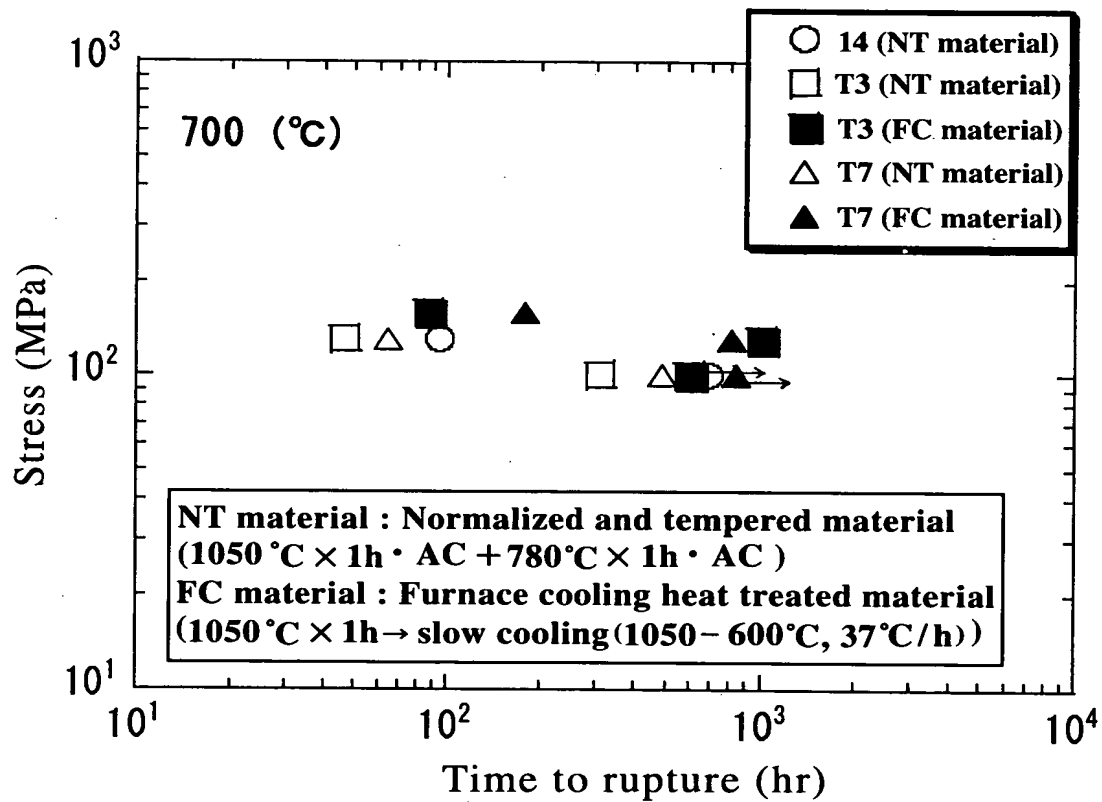 10³
14 (NT material)
T3 (NT material)
T3 (FC material)
T7 (NT material)
T7 (FC material)
700 (℃)
Stress (MPa)
10²
NT material : Normalized and tempered material
(1050℃ × 1h・AC + 780℃ × 1h・AC)
FC material : Furnace cooling heat treated material
(1050℃ × 1h → slow cooling (1050 – 600℃, 37℃/h))
10¹
10¹ 10² 10³ 10⁴
Time to rupture (hr)